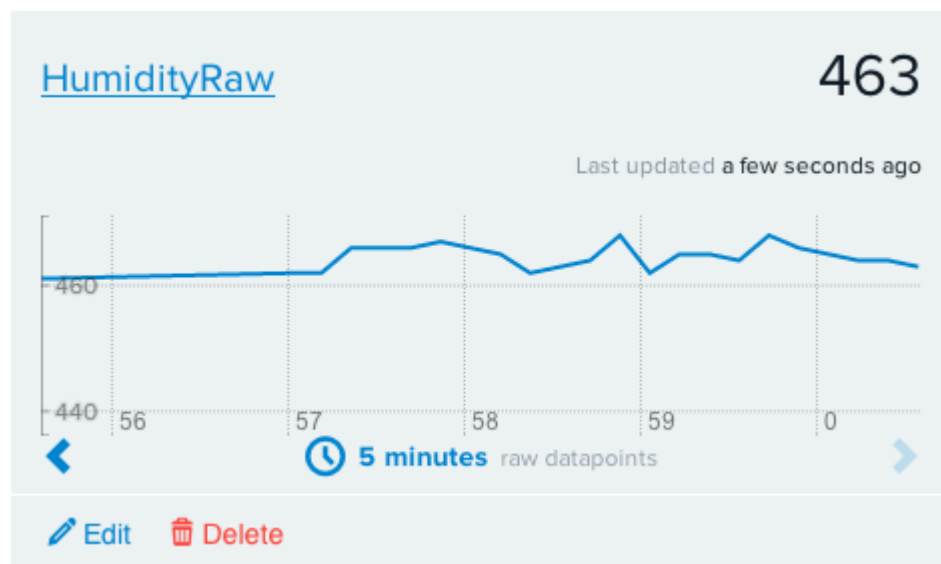 HumidityRaw 463
Last updated a few seconds ago
460
440 56 57 58 59 0
5 minutes raw datapoints
Edit Delete